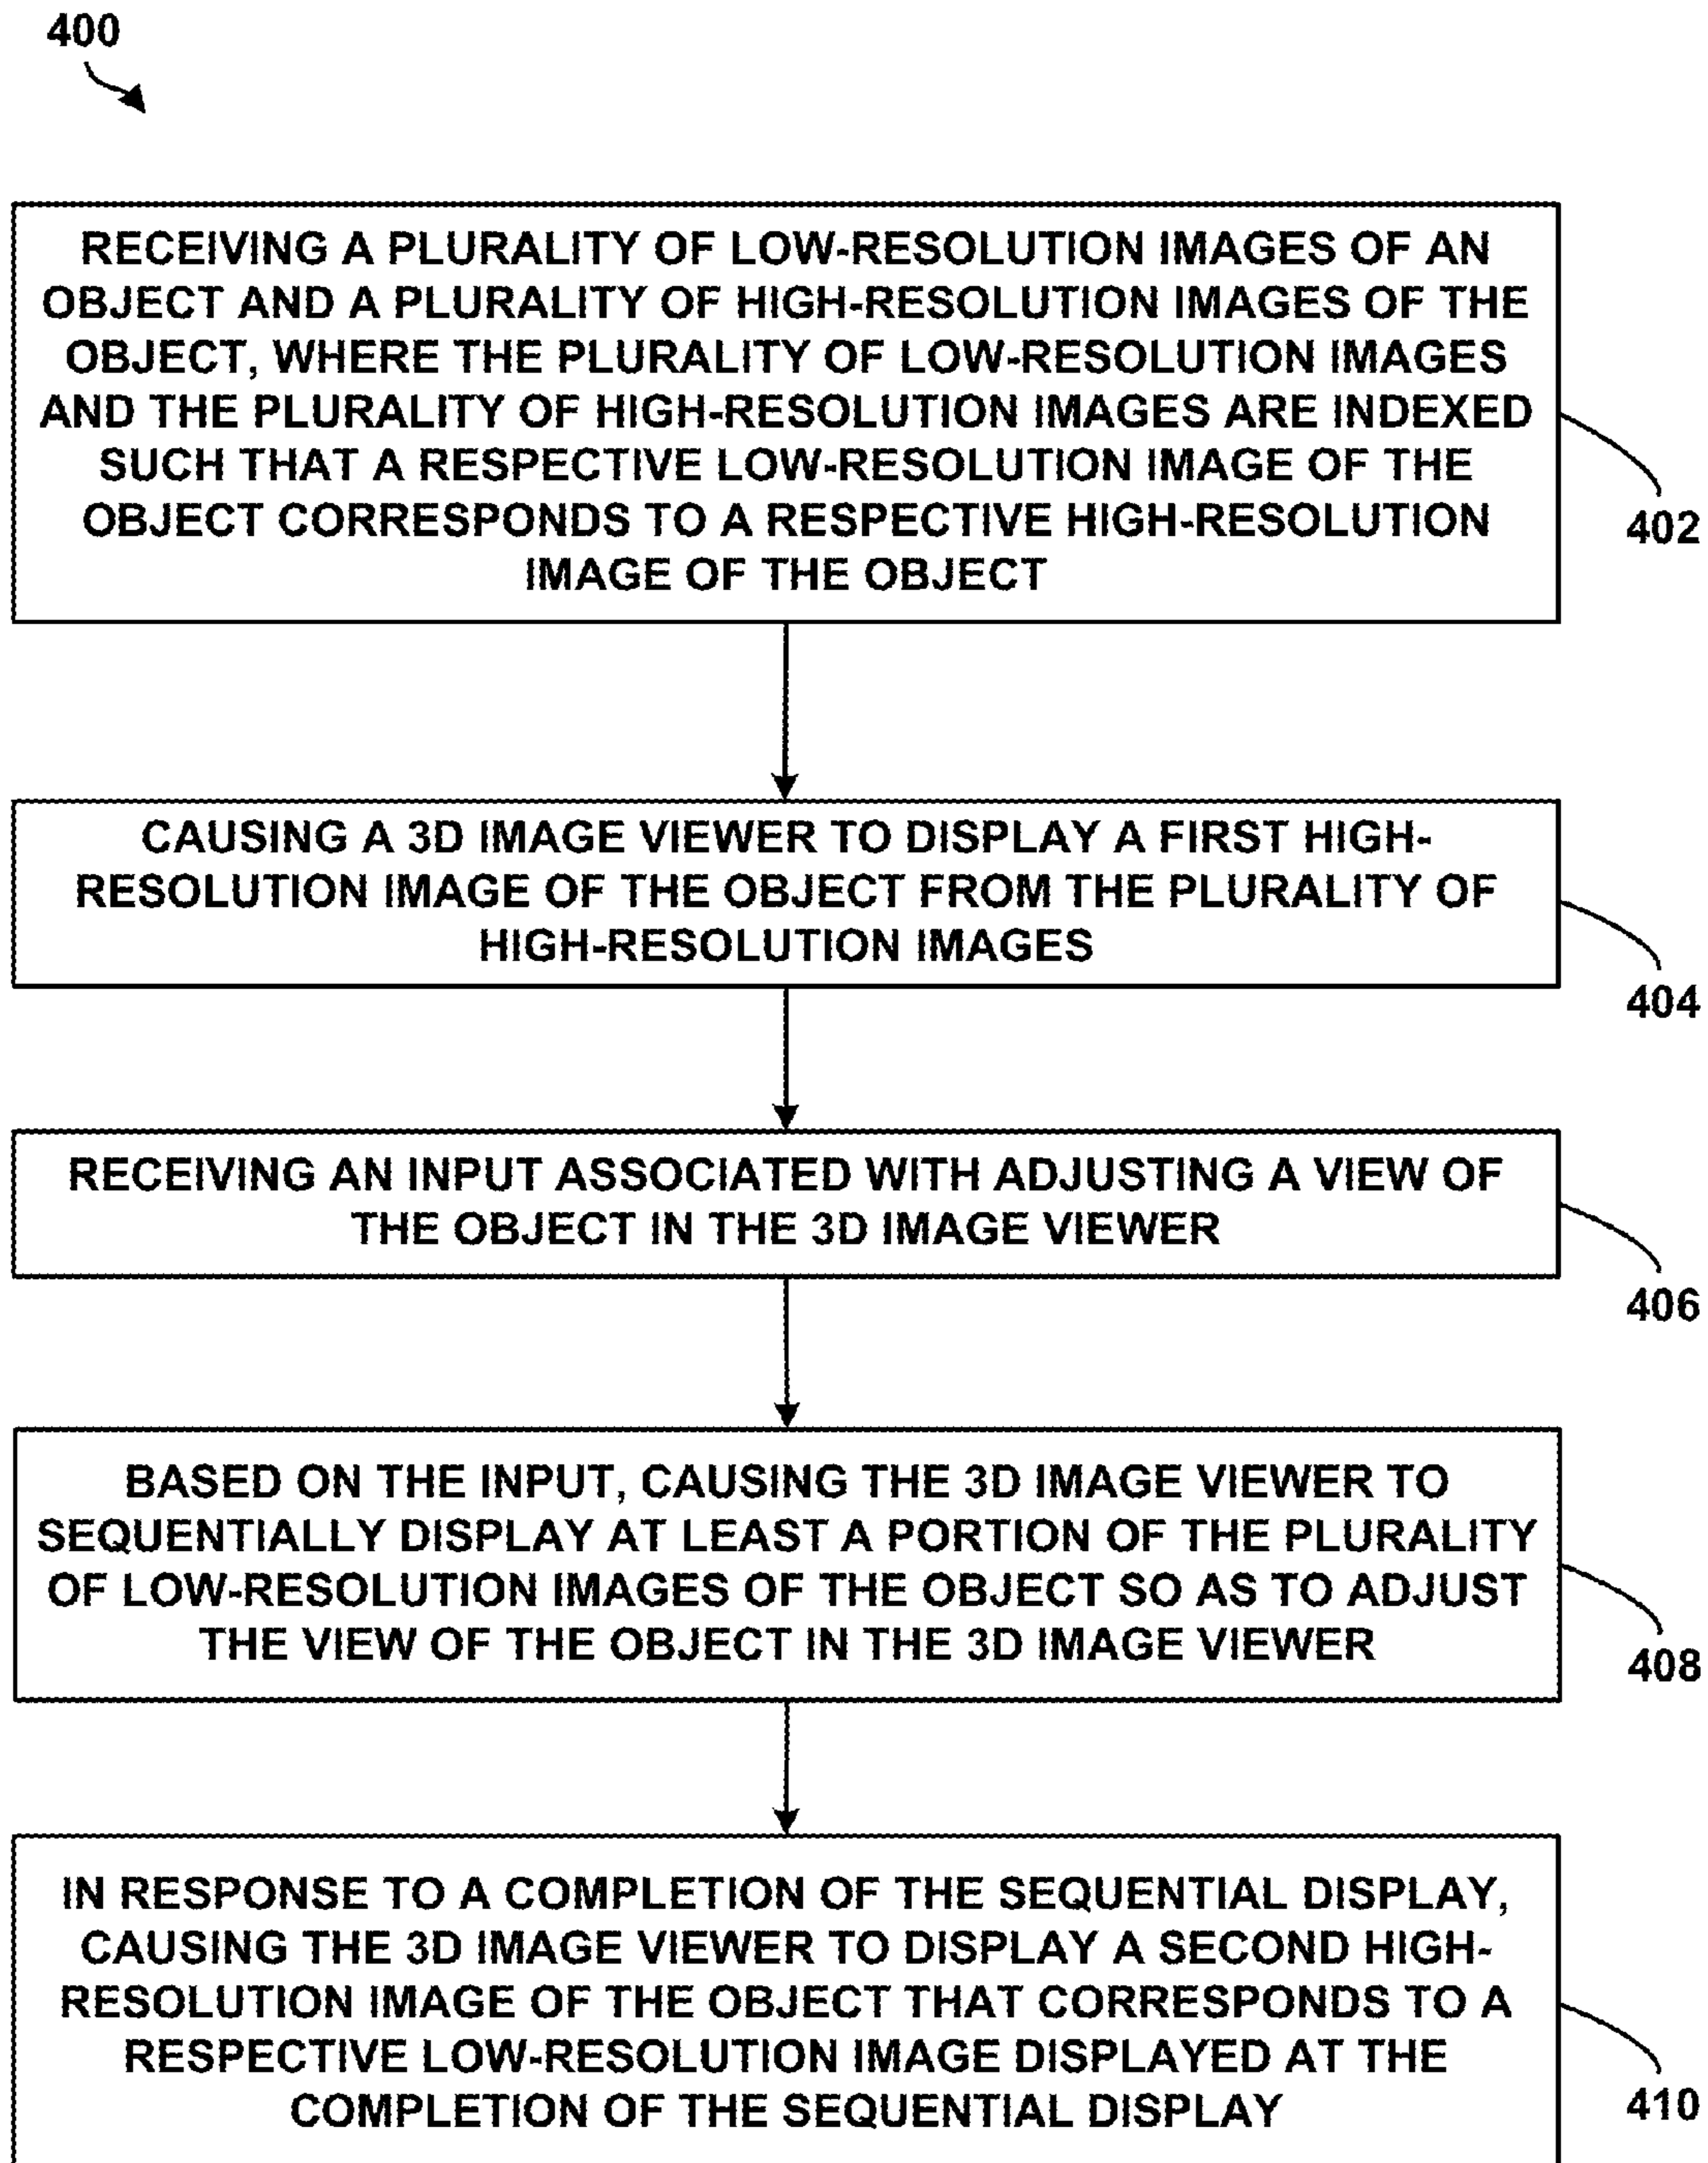 400
RECEIVING A PLURALITY OF LOW-RESOLUTION IMAGES OF AN
OBJECT AND A PLURALITY OF HIGH-RESOLUTION IMAGES OF THE
OBJECT, WHERE THE PLURALITY OF LOW-RESOLUTION IMAGES
AND THE PLURALITY OF HIGH-RESOLUTION IMAGES ARE INDEXED
SUCH THAT A RESPECTIVE LOW-RESOLUTION IMAGE OF THE
OBJECT CORRESPONDS TO A RESPECTIVE HIGH-RESOLUTION
IMAGE OF THE OBJECT
402
CAUSING A 3D IMAGE VIEWER TO DISPLAY A FIRST HIGH-
RESOLUTION IMAGE OF THE OBJECT FROM THE PLURALITY OF
HIGH-RESOLUTION IMAGES
404
RECEIVING AN INPUT ASSOCIATED WITH ADJUSTING A VIEW OF
THE OBJECT IN THE 3D IMAGE VIEWER
406
BASED ON THE INPUT, CAUSING THE 3D IMAGE VIEWER TO
SEQUENTIALLY DISPLAY AT LEAST A PORTION OF THE PLURALITY
OF LOW-RESOLUTION IMAGES OF THE OBJECT SO AS TO ADJUST
THE VIEW OF THE OBJECT IN THE 3D IMAGE VIEWER
408
IN RESPONSE TO A COMPLETION OF THE SEQUENTIAL DISPLAY,
CAUSING THE 3D IMAGE VIEWER TO DISPLAY A SECOND HIGH-
RESOLUTION IMAGE OF THE OBJECT THAT CORRESPONDS TO A
RESPECTIVE LOW-RESOLUTION IMAGE DISPLAYED AT THE
COMPLETION OF THE SEQUENTIAL DISPLAY
410